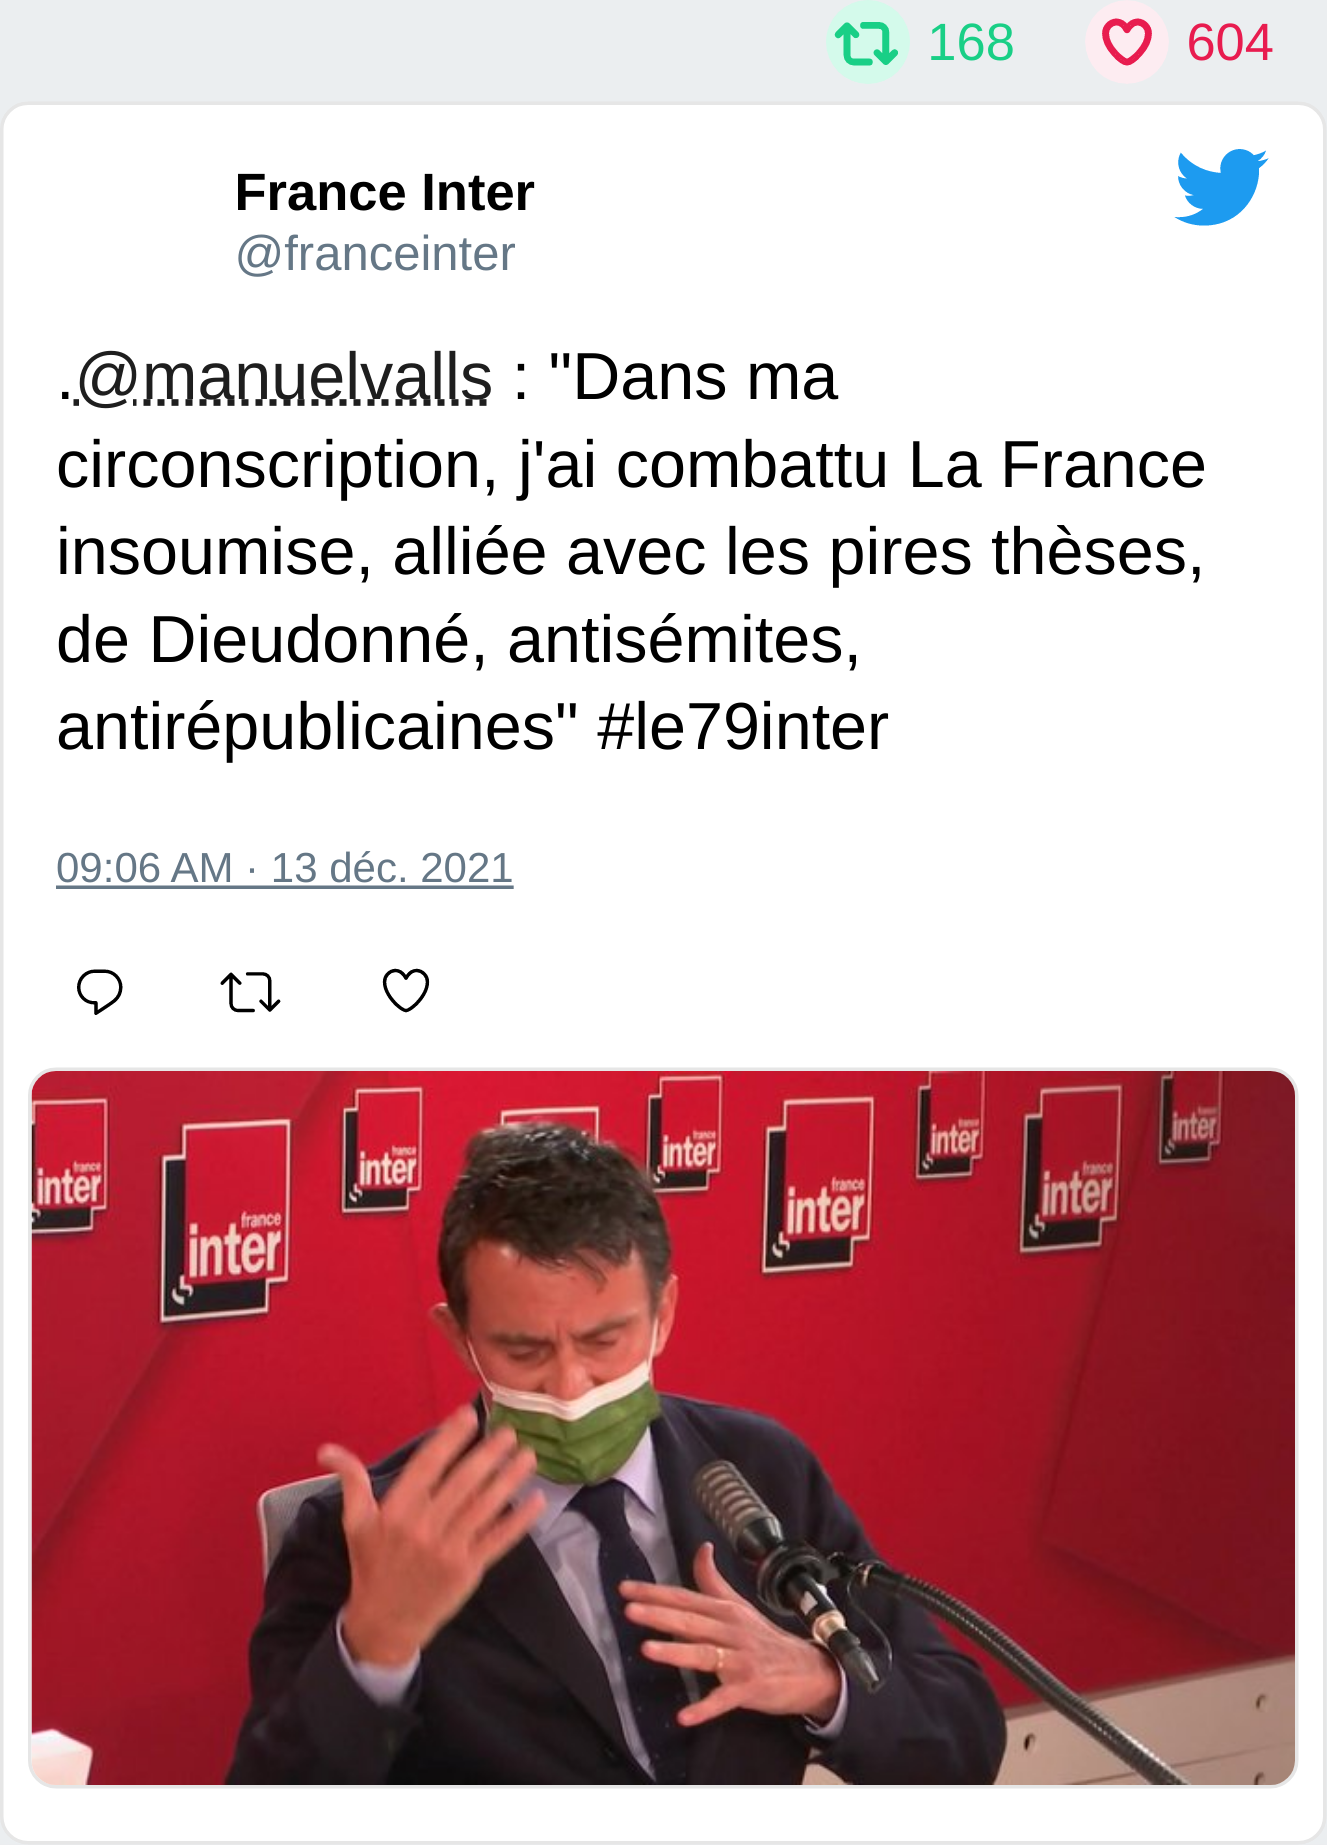 168 604
France Inter
@franceinter
.@manuelvalls : "Dans ma
circonscription, j'ai combattu La France
insoumise, alliée avec les pires thèses,
de Dieudonné, antisémites,
antirépublicaines" #le79inter
09:06 AM · 13 déc. 2021
france
inter
france
inter
france
inter
france
inter
france
inter
france
inter
france
inter
france
inter